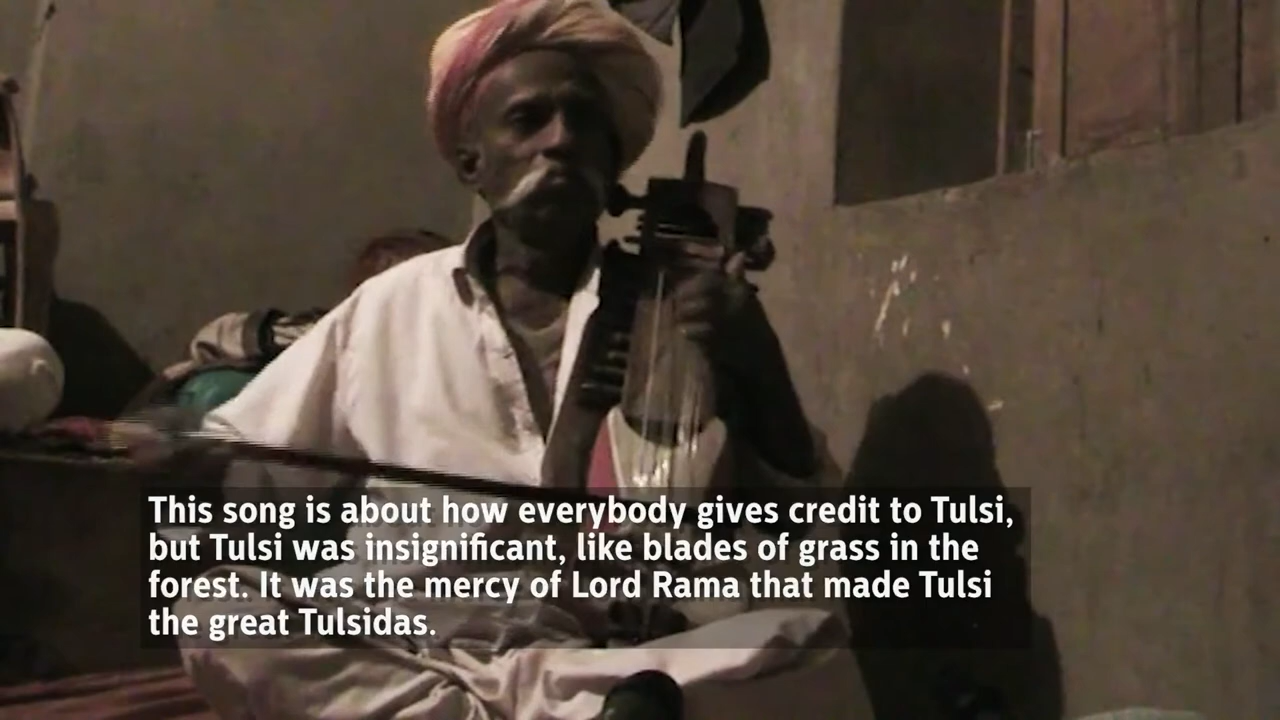 This song is about how everybody gives credit to Tulsi,
but Tulsi was insignificant, like blades of grass in the
forest. It was the mercy of Lord Rama that made Tulsi
the great Tulsidas.